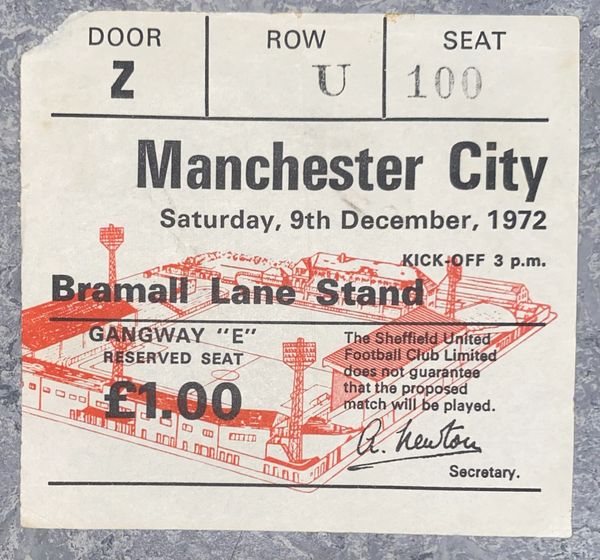 DOOR ROW SEAT
Z U 100
Manchester City
Saturday, 9th December, 1972
KICK-OFF 3 p.m.
Bramall Lane Stand
GANGWAY "E"
RESERVED SEAT
£1.00
The Sheffield United
Football Club Limited
does not guarantee
that the proposed
match will be played.
A. Newton
Secretary.